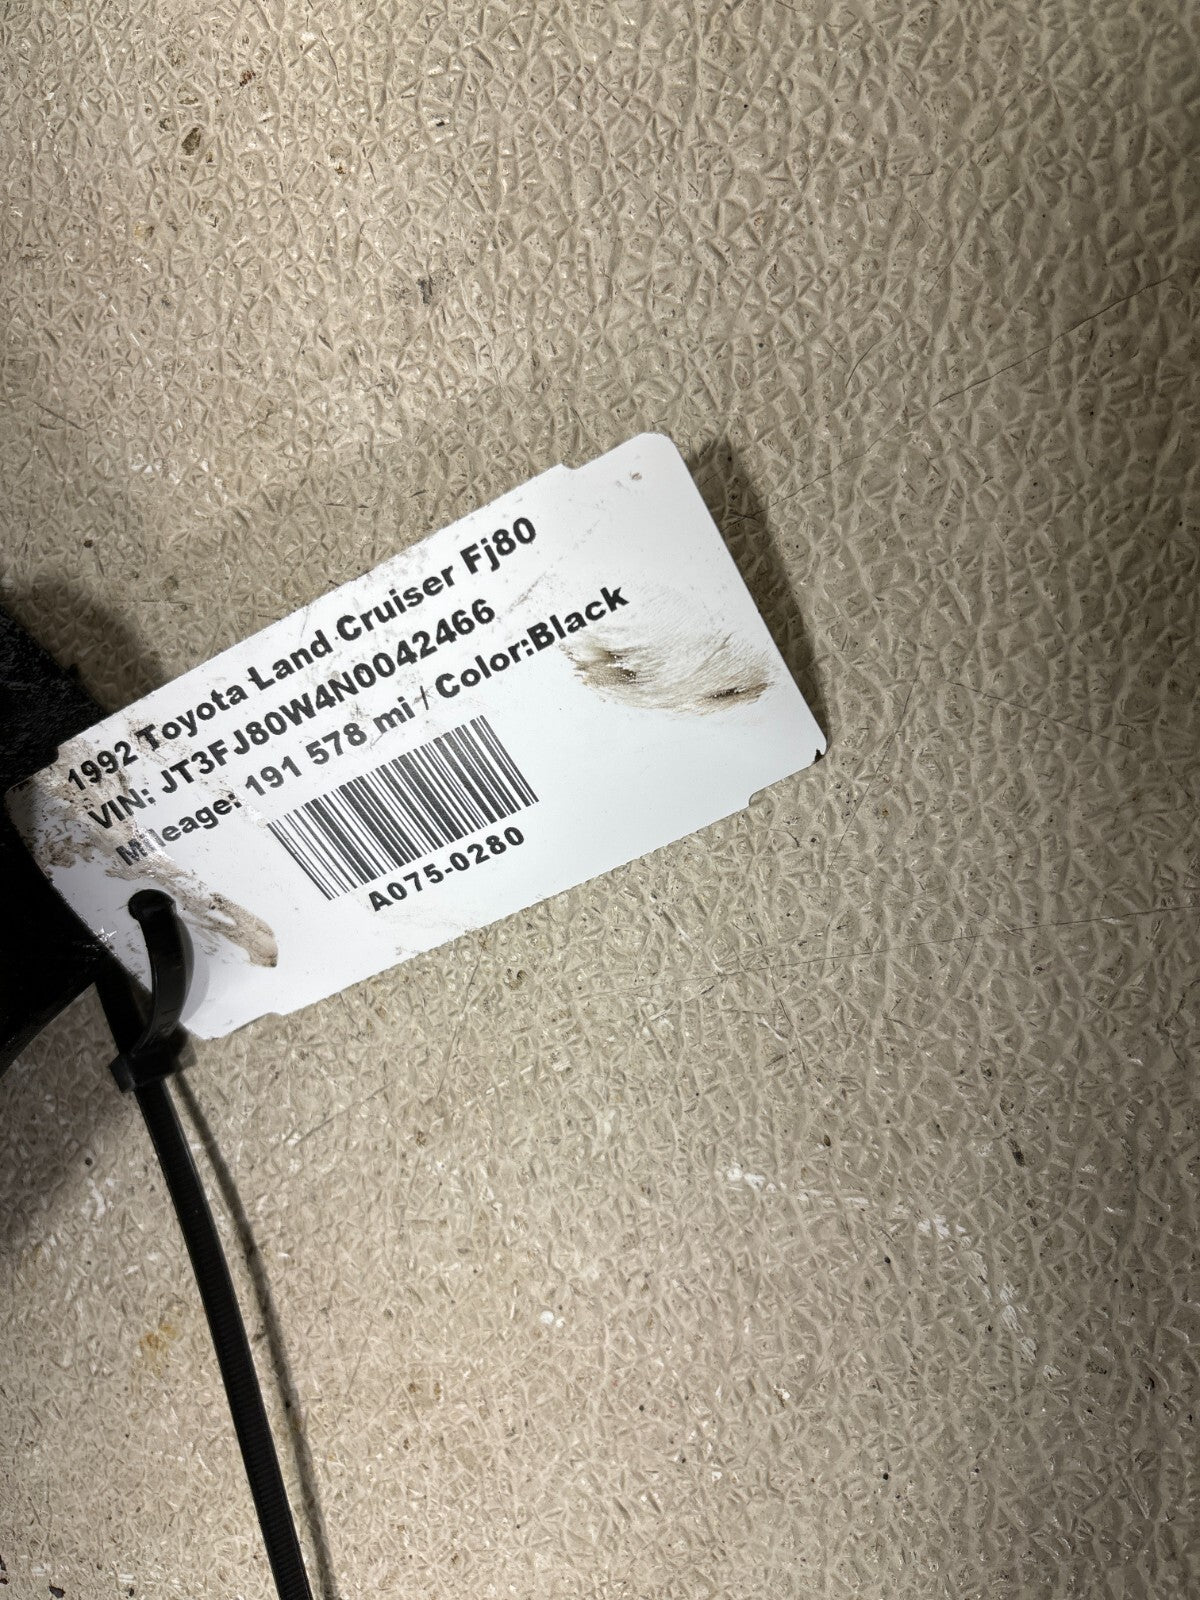 1992 Toyota Land Cruiser Fj80
VIN: JT3FJ80W4N0042466
Mileage: 191 578 mi / Color:Black
A075-0280